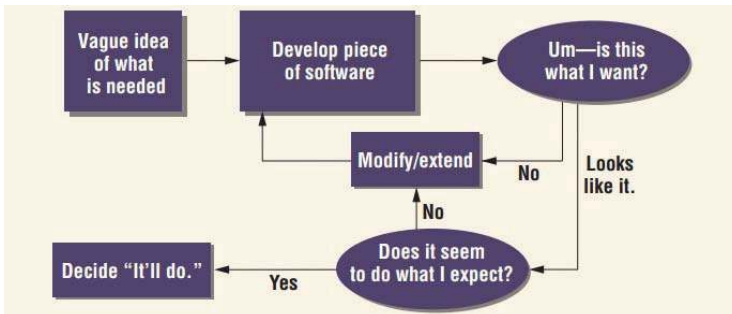 Vague idea
of what
is needed
Develop piece
of software
Um—is this
what I want?
Modify/extend
No
Looks
like it.
No
Does it seem
to do what I expect?
Yes
Decide “It’ll do.”